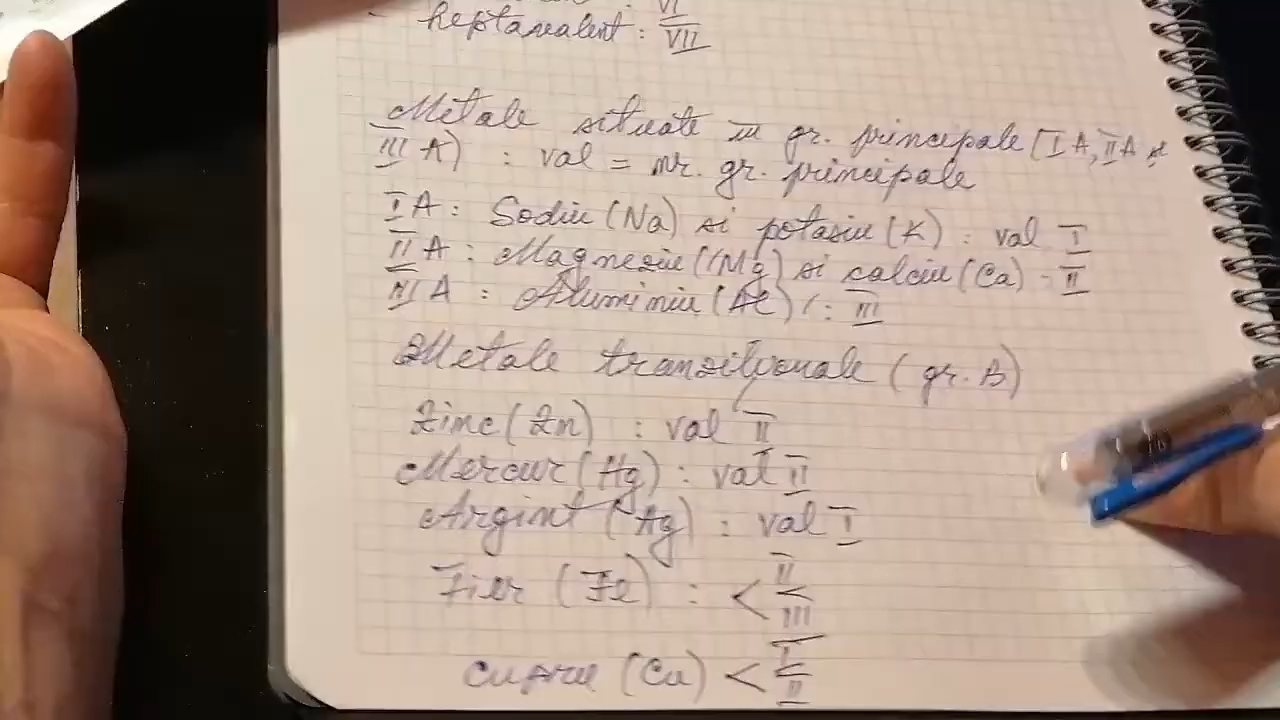 VI
- heptavalent: VII
Metale situate în gr. principale (I A, II A și
III A) : val = nr. gr. principale
I A : Sodiu (Na) si potasiu (K) : val I
II A : Magneziu (Mg) si calciu (Ca) - II
III A : Aluminiu (Al) : III
Metale tranziționale (gr. B)
Zinc (Zn) : val II
Mercur (Hg) : val II
Argint (Ag) : val I
Fier (Fe) : < II
III
Cupru (Cu) < I
II